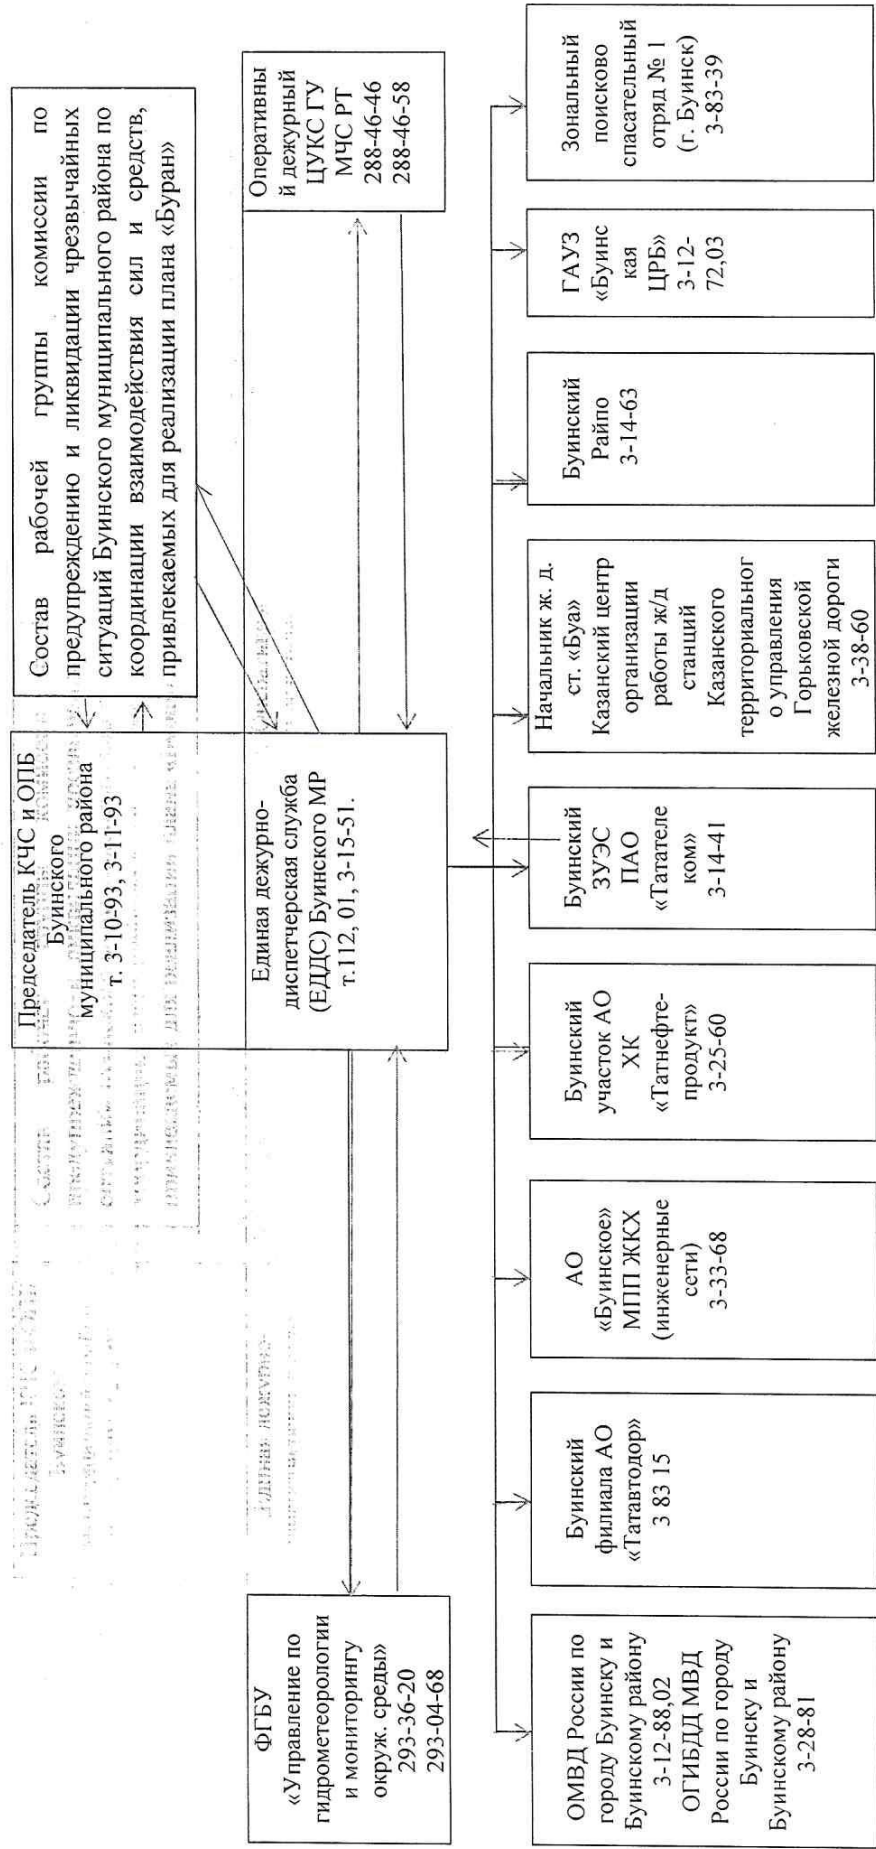 Председатель КЧС и ОПБ
Буинского
муниципального района
т. 3-10-93, 3-11-93
Состав рабочей группы комиссии по
предупреждению и ликвидации чрезвычайных
ситуаций Буинского муниципального района по
координации взаимодействия сил и средств,
привлекаемых для реализации плана «Буран»
ФГБУ
«Управление по
гидрометеорологии
и мониторингу
окруж. среды»
293-36-20
293-04-68
Единая дежурно-
диспетчерская служба
(ЕДДС) Буинского МР
т.112, 01, 3-15-51.
Оперативны
й дежурный
ЦУКС ГУ
МЧС РТ
288-46-46
288-46-58
ОМВД России по
городу Буинску и
Буинскому району
3-12-88,02
ОГИБДД МВД
России по городу
Буинску и
Буинскому району
3-28-81
Буинский
филиала АО
«Татавтодор»
3 83 15
АО
«Буинское»
МПП ЖКХ
(инженерные
сети)
3-33-68
Буинский
участок АО
ХК
«Татнефте-
продукт»
3-25-60
Буинский
ЗУЭС
ПАО
«Татателе
ком»
3-14-41
Начальник ж. д.
ст. «Буа»
Казанский центр
организации
работы ж/д
станций
Казанского
территориальног
о управления
Горьковской
железной дороги
3-38-60
Буинский
Райпо
3-14-63
ГАУЗ
«Буинс
кая
ЦРБ»
3-12-
72,03
Зональный
поисково
спасательный
отряд № 1
(г. Буинск)
3-83-39